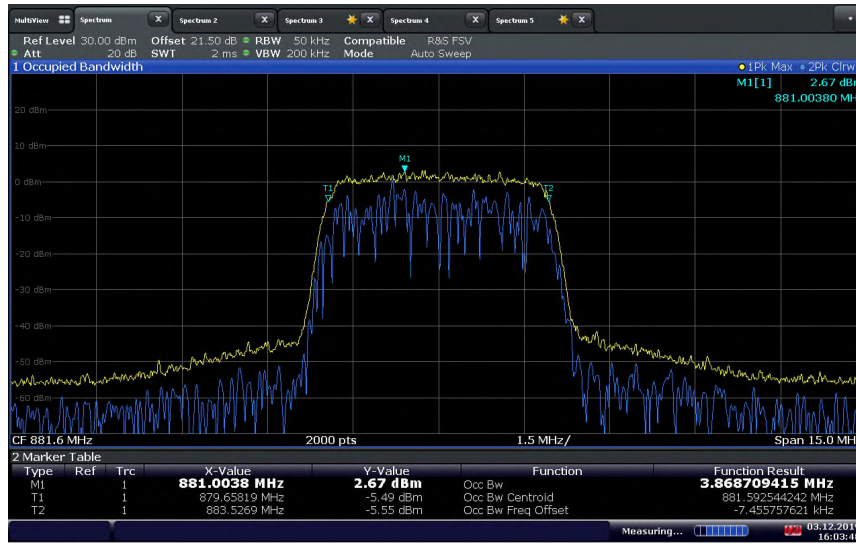 MultiView Spectrum X Spectrum 2 X Spectrum 3 X Spectrum 4 X Spectrum 5 X
Ref Level 30.00 dBm Offset 21.50 dB RBW 50 kHz Compatible R&S FSV
Att 20 dB SWT 2 ms VBW 200 kHz Mode Auto Sweep
1 Occupied Bandwidth 1Pk Max 2Pk Clrw
M1[1] 2.67 dBm
881.00380 MH
20 dBm
10 dBm
M1
0 dBm
T1 T2
-10 dBm
-20 dBm
-30 dBm
-40 dBm
-50 dBm
-60 dBm
CF 881.6 MHz 2000 pts 1.5 MHz/ Span 15.0 MH
2 Marker Table
Type Ref Trc X-Value Y-Value Function Function Result
M1 1 881.0038 MHz 2.67 dBm Occ Bw 3.868709415 MHz
T1 1 879.65819 MHz -5.49 dBm Occ Bw Centroid 881.592544242 MHz
T2 1 883.5269 MHz -5.55 dBm Occ Bw Freq Offset -7.455757621 kHz
Measuring... 03.12.201
16:03:4